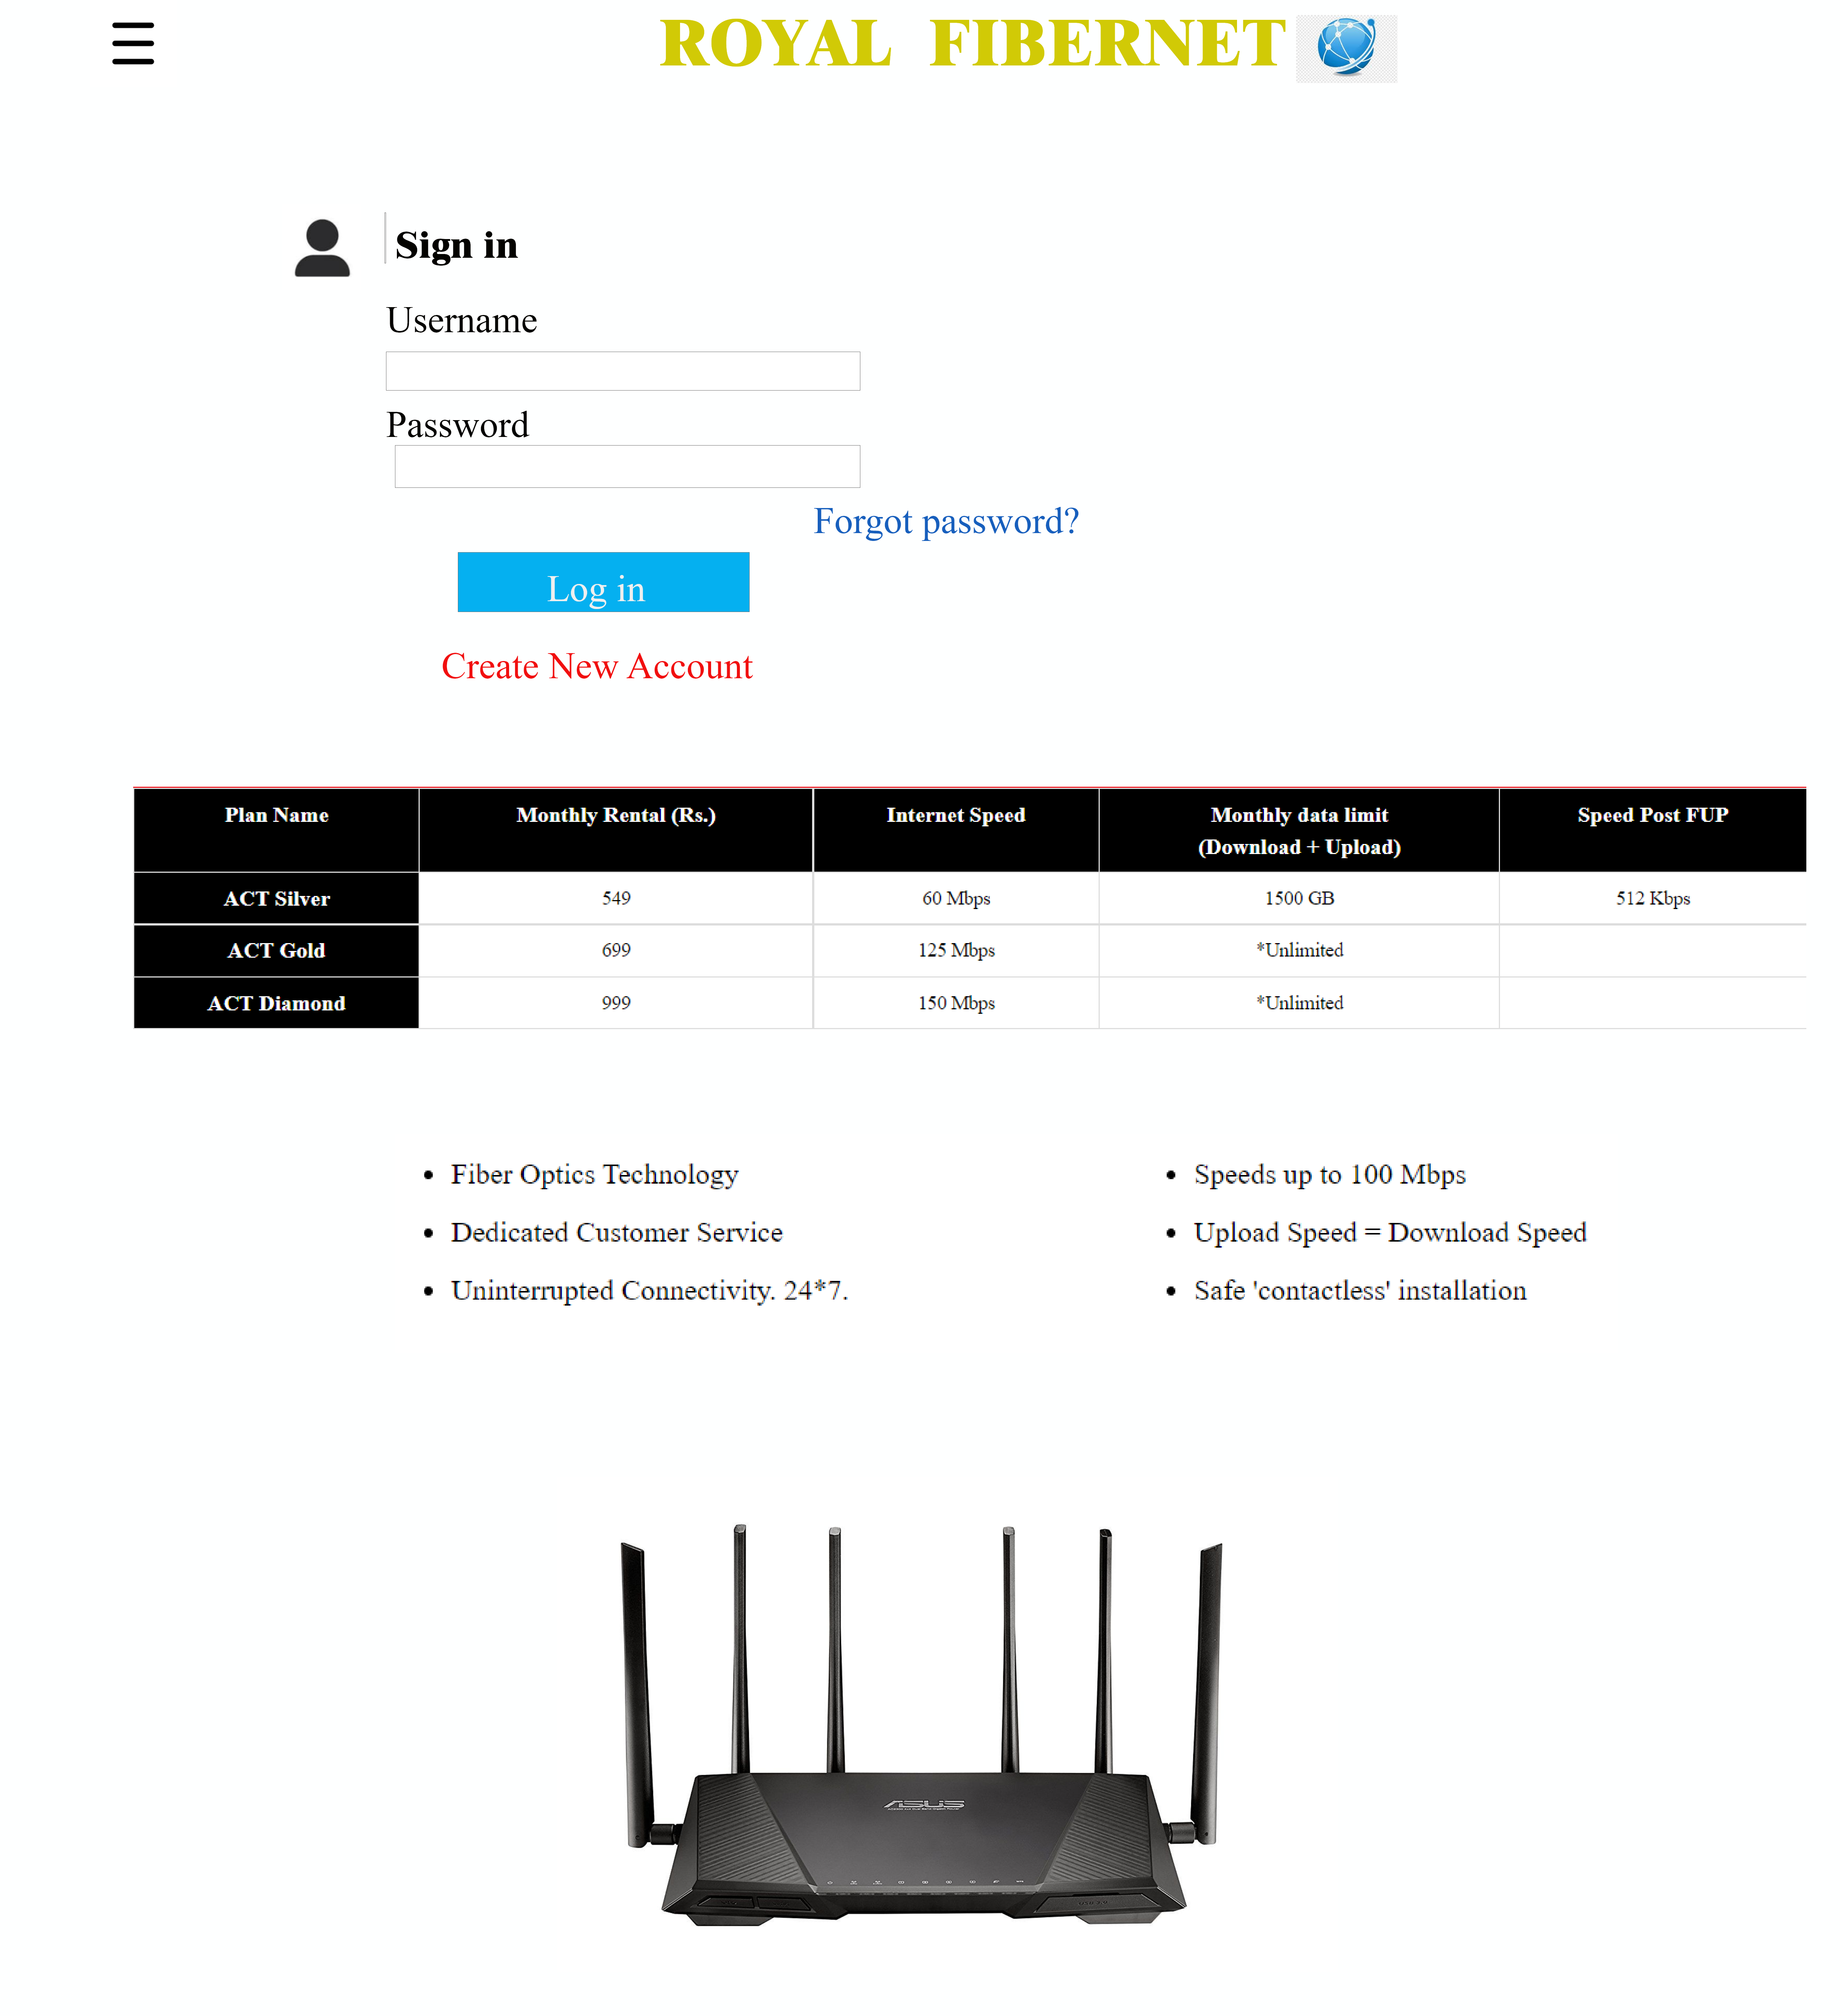 ROYAL FIBERNET
Sign in
Username
Password
Forgot password?
Log in
Create New Account
Plan Name Monthly Rental (Rs.) Internet Speed Monthly data limit Speed Post FUP
(Download + Upload)
ACT Silver 549 60 Mbps 1500 GB 512 Kbps
ACT Gold 699 125 Mbps *Unlimited
ACT Diamond 999 150 Mbps *Unlimited
• Fiber Optics Technology
• Dedicated Customer Service
• Uninterrupted Connectivity. 24*7.
• Speeds up to 100 Mbps
• Upload Speed = Download Speed
• Safe 'contactless' installation
ASUS